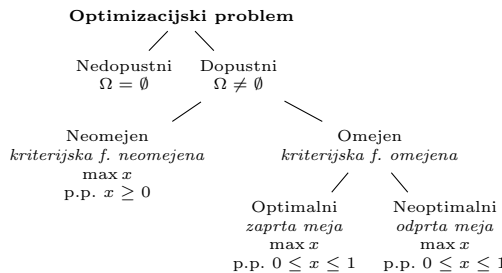 Optimizacijski problem
Nedopustni
Ω = ∅
Dopustni
Ω ≠ ∅
Neomejen
kriterijska f. neomejena
max x
p.p. x ≥ 0
Omejen
kriterijska f. omejena
Optimalni
zaprta meja
max x
p.p. 0 ≤ x ≤ 1
Neoptimalni
odprta meja
max x
p.p. 0 ≤ x ≤ 1